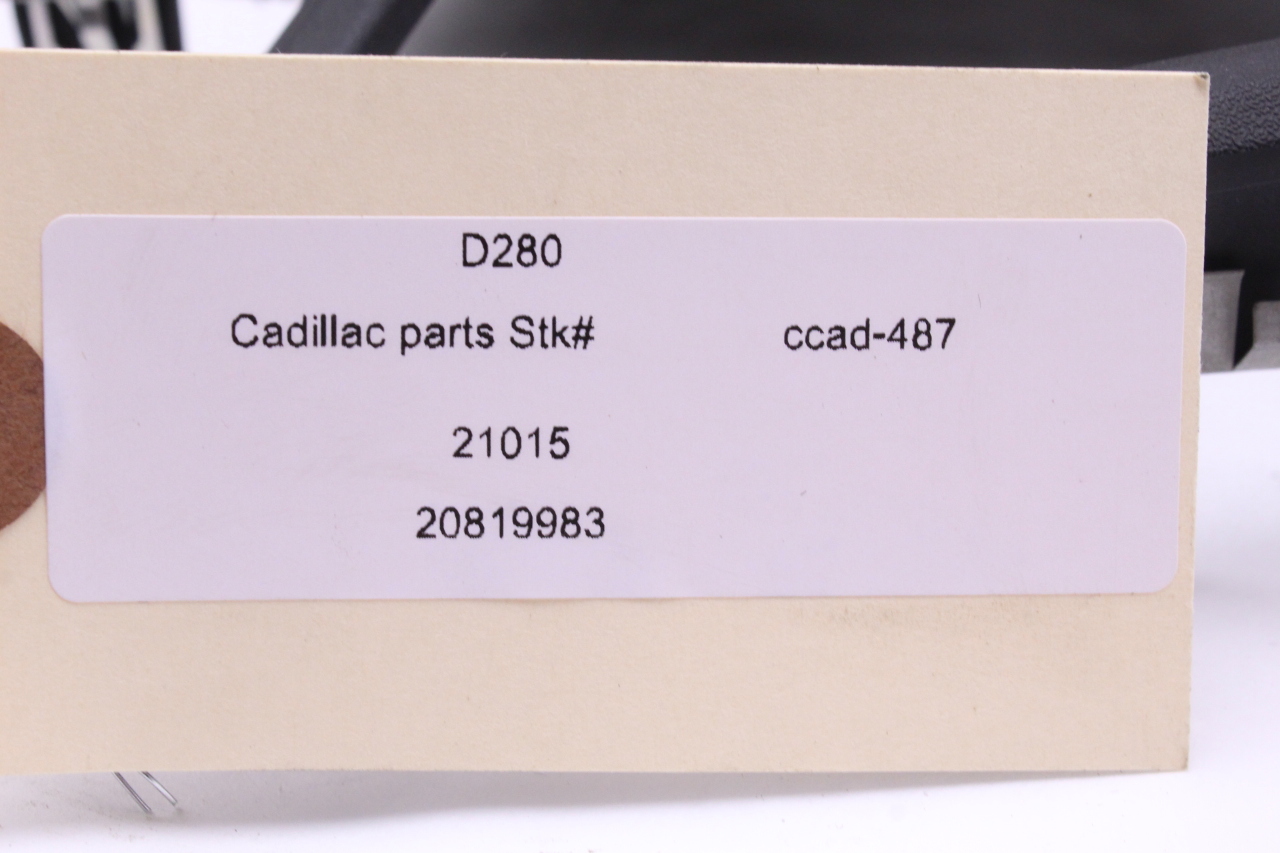 D280
Cadillac parts Stk# ccad-487
21015
20819983